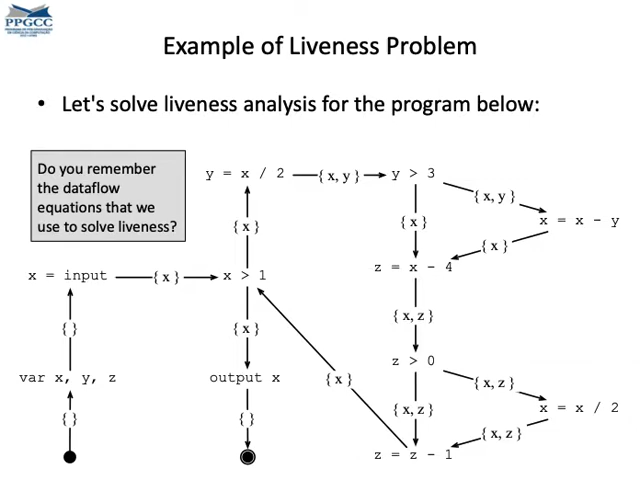 PPGCC
Example of Liveness Problem
• Let's solve liveness analysis for the program below:
Do you remember
the dataflow
equations that we
use to solve liveness?
y = x / 2
{ x, y }
y > 3
{ x, y }
x = x - y
{ x }
{ x }
{ x }
z = x - 4
x = input
{ x }
x > 1
{ x, z }
{ }
{ x }
z > 0
{ x, z }
var x, y, z
output x
{ x }
{ x, z }
x = x / 2
{ }
{ }
{ x, z }
z = z - 1